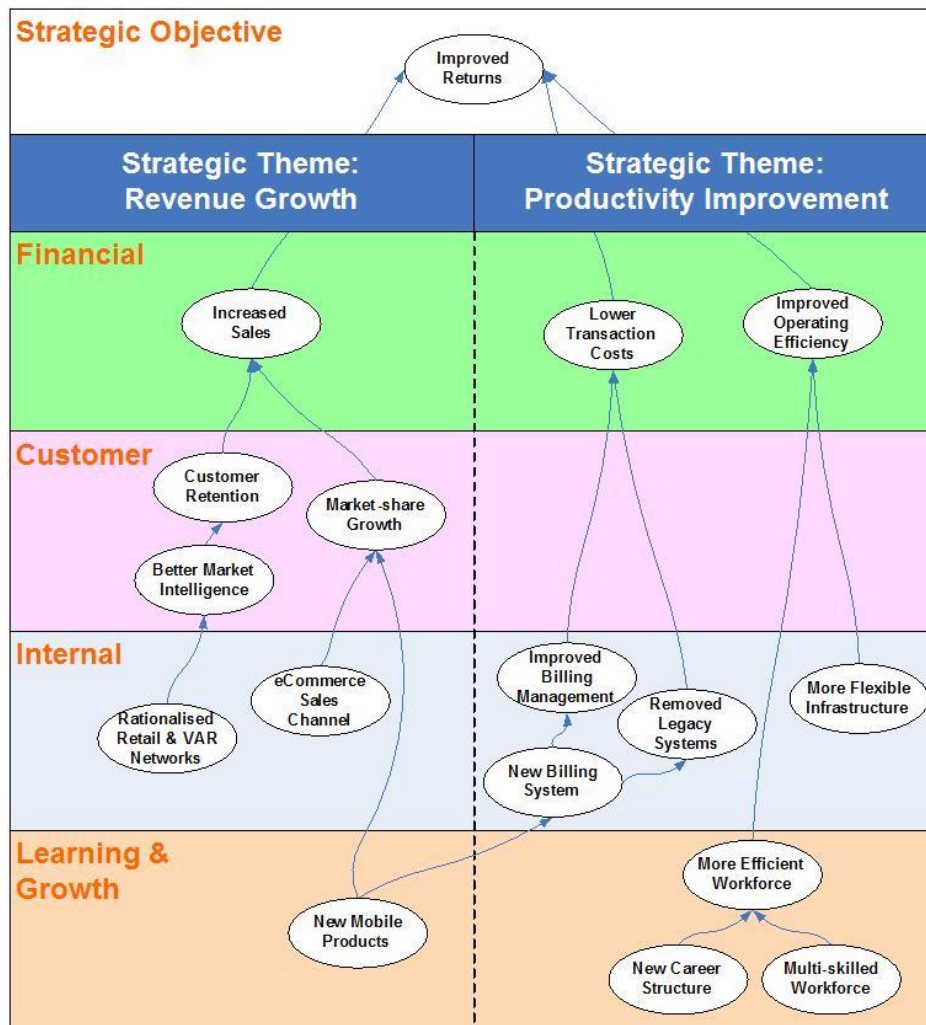 Strategic Objective
Improved
Returns
Strategic Theme:
Revenue Growth
Strategic Theme:
Productivity Improvement
Financial
Increased
Sales
Lower
Transaction
Costs
Improved
Operating
Efficiency
Customer
Customer
Retention
Market-share
Growth
Better Market
Intelligence
Internal
Rationalised
Retail & VAR
Networks
eCommerce
Sales
Channel
Improved
Billing
Management
Removed
Legacy
Systems
New Billing
System
More Flexible
Infrastructure
Learning &
Growth
New Mobile
Products
More Efficient
Workforce
New Career
Structure
Multi-skilled
Workforce